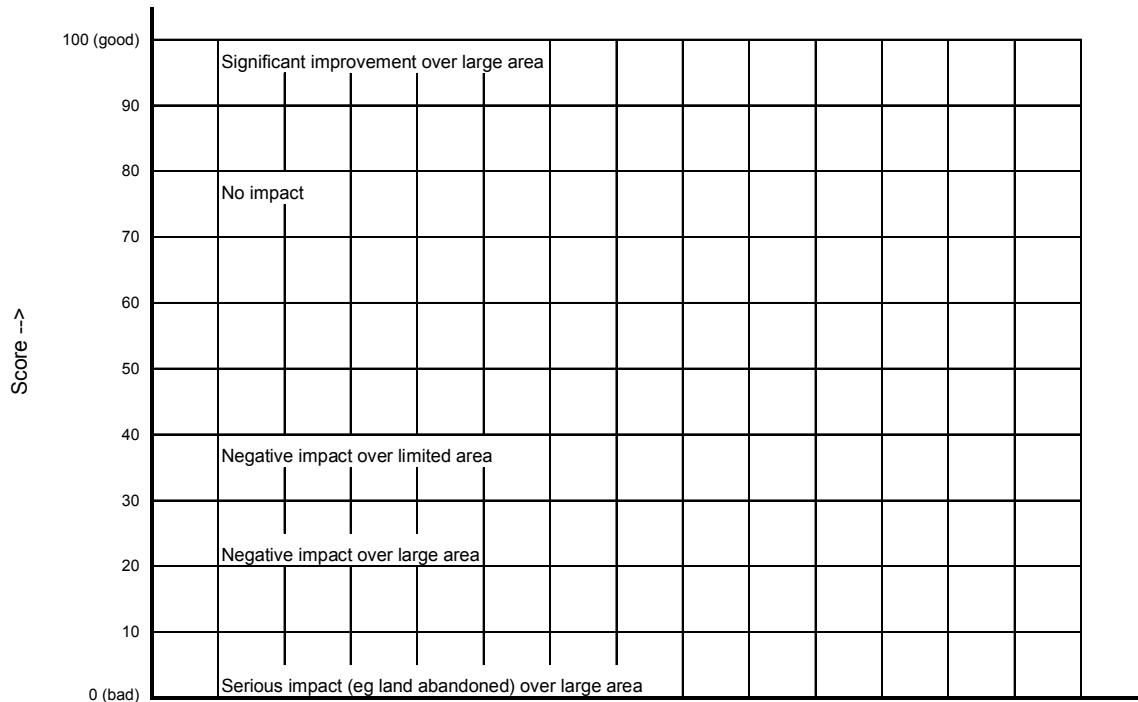 100 (good)
Significant improvement over large area
90
80
No impact
70
60
Score -->
50
40
Negative impact over limited area
30
Negative impact over large area
20
10
Serious impact (eg land abandoned) over large area
0 (bad)